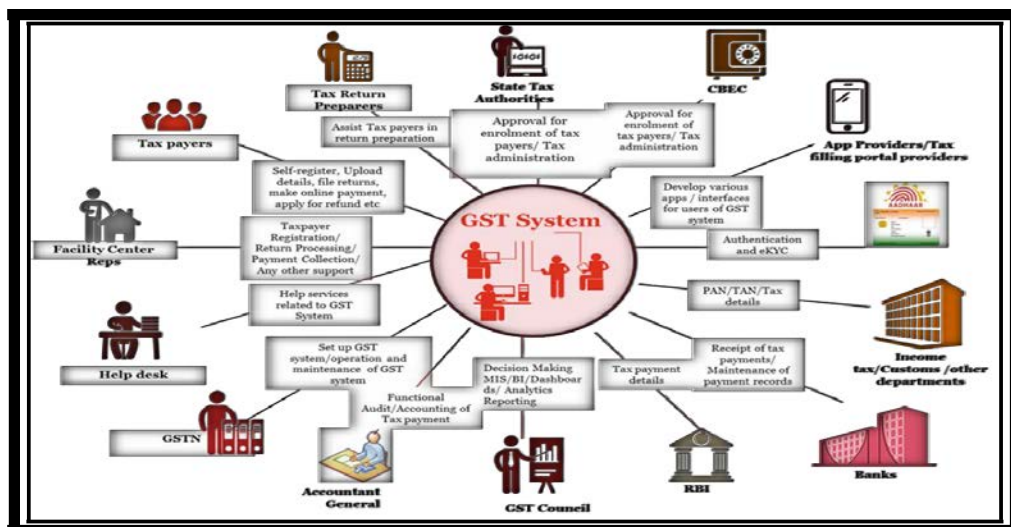 Tax Return
Preparers
State Tax
Authorities
CBEC
Tax payers
Assist Tax payers in
return preparation
Approval for
enrolment of tax
payers/ Tax
administration
Approval for
enrolment of
tax payers/ Tax
administration
App Providers/Tax
filling portal providers
Self-register, Upload
details, file returns,
make online payment,
apply for refund etc
GST System
Develop various
apps / interfaces
for users of GST
system
AADHAAR
Facility Center
Reps
Taxpayer
Registration/
Return Processing/
Payment Collection/
Any other support
Authentication
and eKYC
Help services
related to GST
System
PAN/TAN/Tax
details
Help desk
Income
tax/Customs /other
departments
Set up GST
system/operation and
maintenance of GST
system
Decision Making
MIS/BI/Dashboar
ds/ Analytics
Reporting
Tax payment
details
Receipt of tax
payments/
Maintenance of
payment records
Functional
Audit/Accounting of
Tax payment
GSTN
Accountant
General
GST Council
RBI
Banks